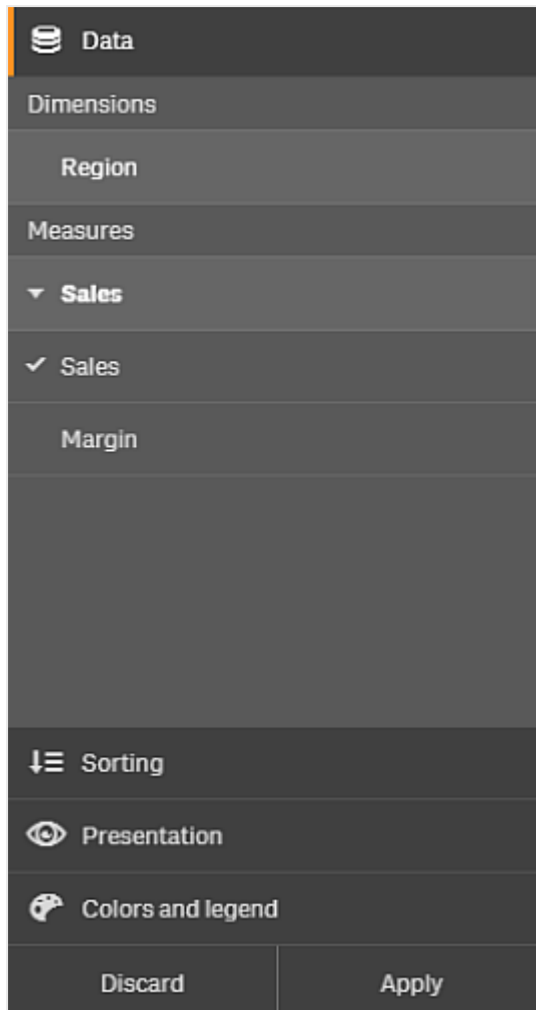 Data
Dimensions
Region
Measures
Sales
Sales
Margin
Sorting
Presentation
Colors and legend
Discard Apply